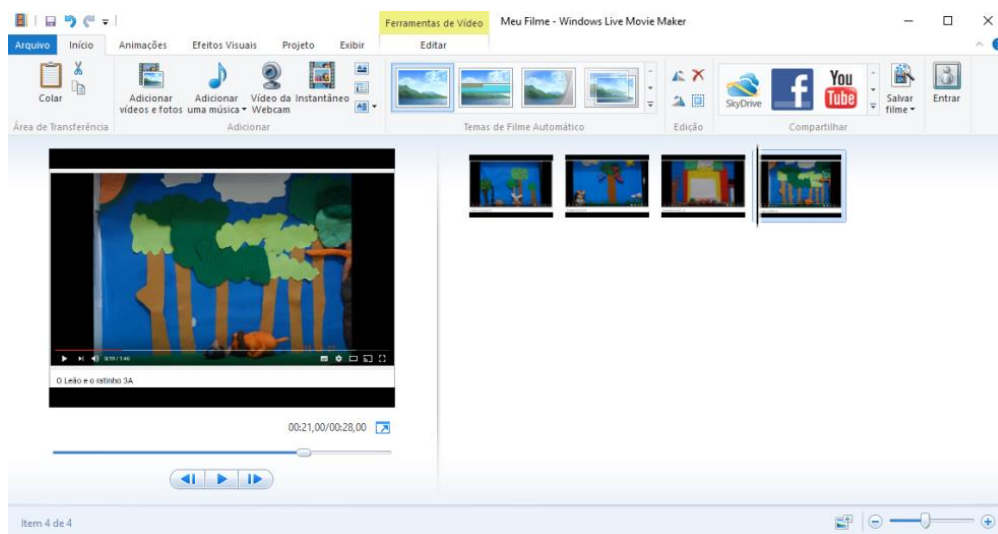 Ferramentas de Vídeo
Meu Filme - Windows Live Movie Maker
Arquivo
Início
Animações
Efeitos Visuais
Projeto
Exibir
Editar
Colar
Adicionar vídeos e fotos
Adicionar uma música
Vídeo da Webcam
Instantâneo
SkyDrive
f
You Tube
Salvar filme
Entrar
Área de Transferência
Adicionar
Temas de Filme Automático
Edição
Compartilhar
O Leão e o ratinho 3A
00:21,00/00:28,00
Item 4 de 4